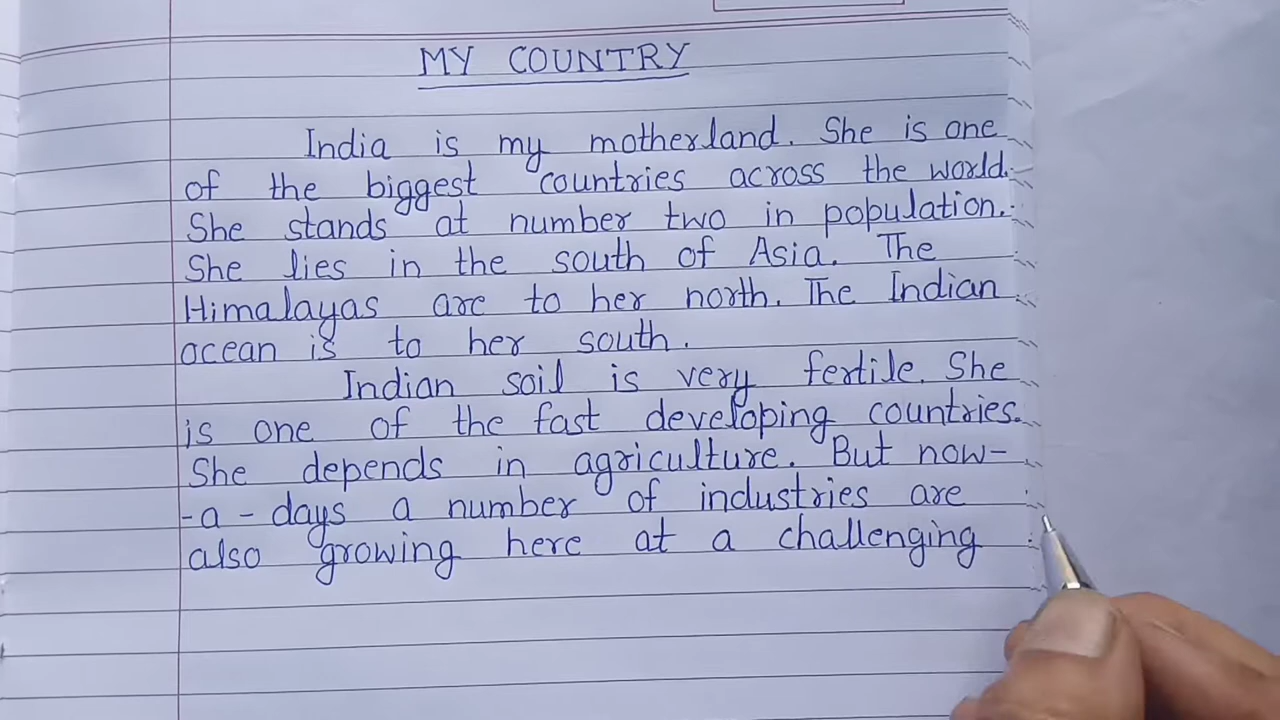 MY COUNTRY
India is my motherland. She is one
of the biggest countries across the world.
She stands at number two in population.
She lies in the south of Asia. The
Himalayas are to her north. The Indian
ocean is to her south.
Indian soil is very fertile. She
is one of the fast developing countries.
She depends in agriculture. But now-
-a-days a number of industries are
also growing here at a challenging